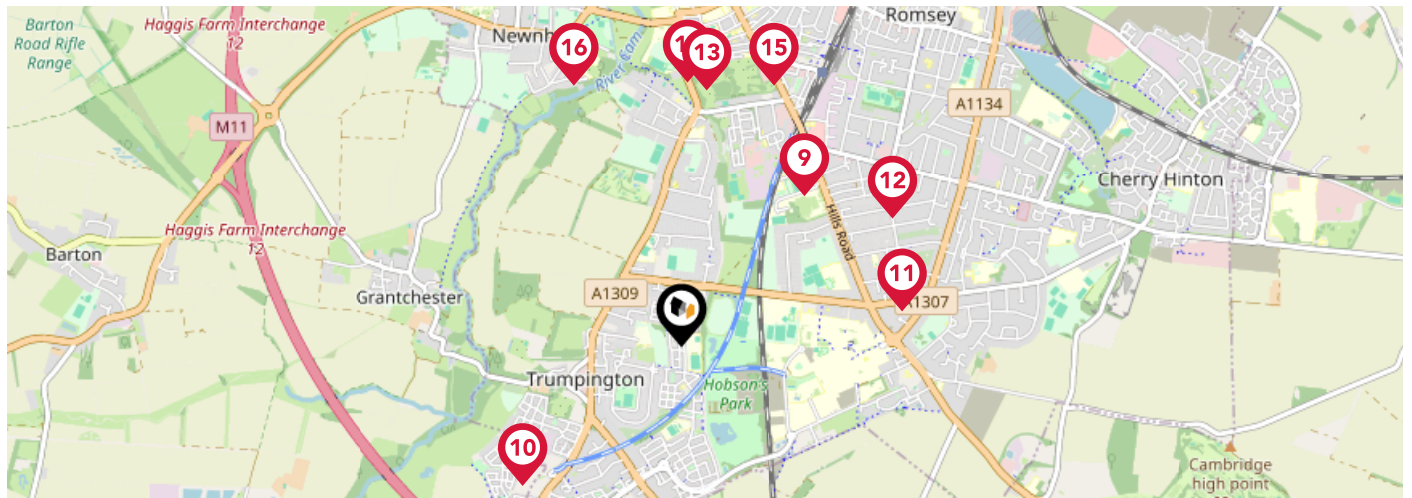 Barton
Road Rifle
Range
Haggis Farm Interchange
12
Newnh
16
River Cam
13
15
Romsey
A1134
M11
9
12
Cherry Hinton
Hills Road
Haggis Farm Interchange
12
Barton
Grantchester
A1309
11
A1307
Trumpington
Hobson's
Park
10
Cambridge
high point